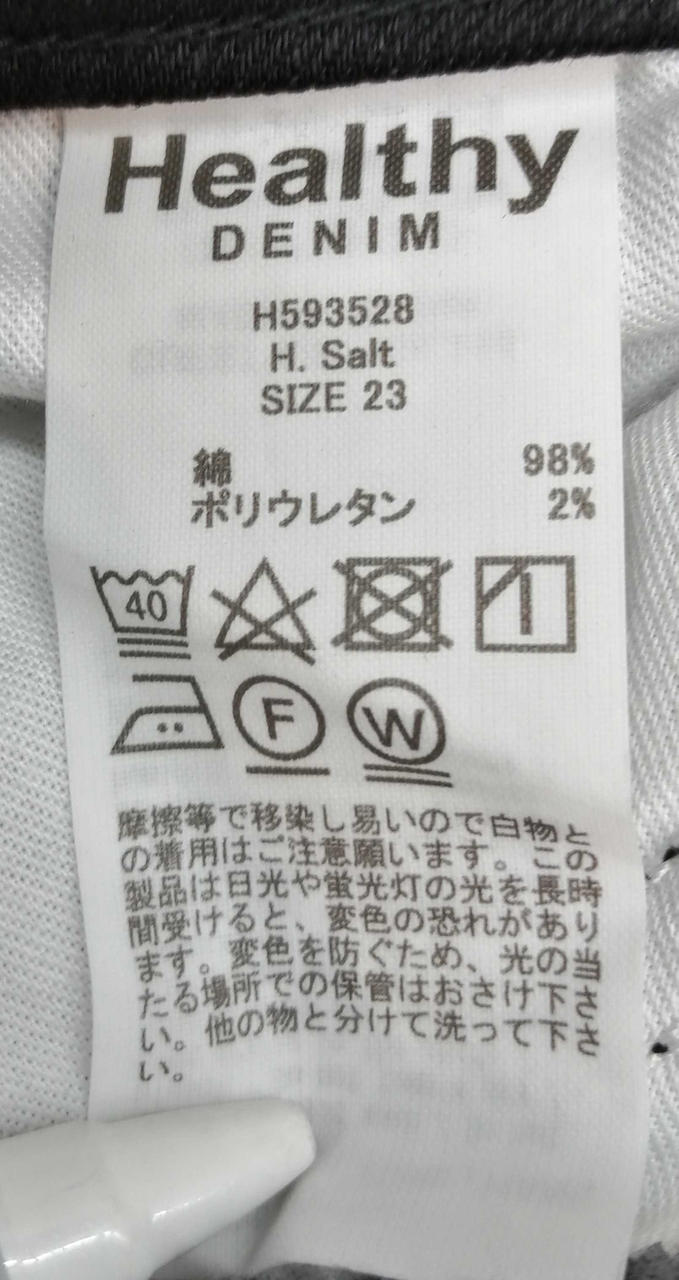 Healthy
DENIM
H593528
H. Salt
SIZE 23
綿 98%
ポリウレタン 2%
40
F W
摩擦等で移染し易いので白物と
の着用はご注意願います。この
製品は日光や蛍光灯の光を長時
間受けると、変色の恐れがあり
ます。変色を防ぐため、光の当
たる場所での保管はおさけ下さ
い。他の物と分けて洗って下さ
い。